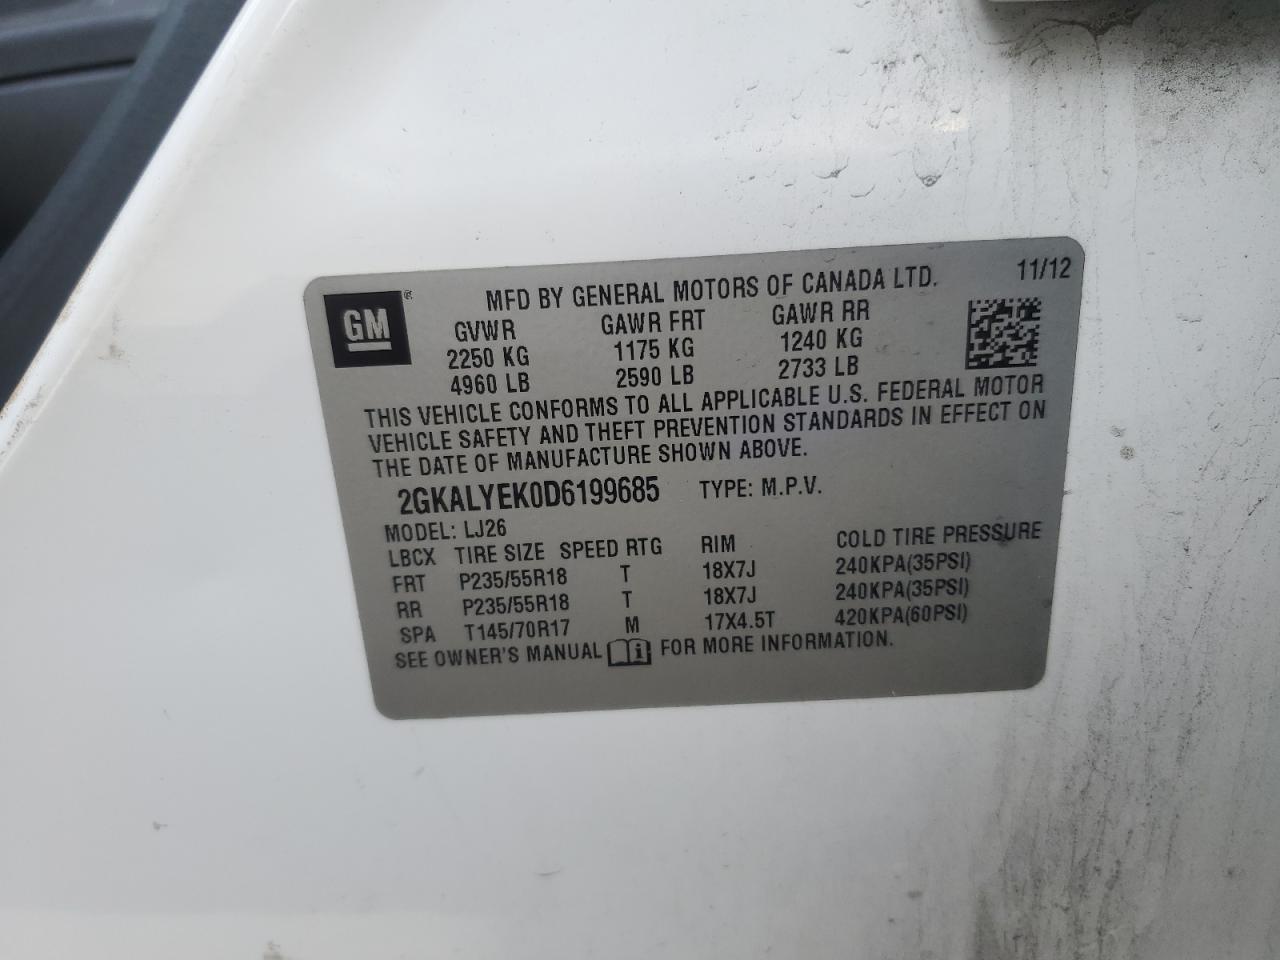 MFD BY GENERAL MOTORS OF CANADA LTD. 11/12
GM®
GVWR GAWR FRT GAWR RR
2250 KG 1175 KG 1240 KG
4960 LB 2590 LB 2733 LB
THIS VEHICLE CONFORMS TO ALL APPLICABLE U.S. FEDERAL MOTOR
VEHICLE SAFETY AND THEFT PREVENTION STANDARDS IN EFFECT ON
THE DATE OF MANUFACTURE SHOWN ABOVE.
2GKALYEK0D6199685 TYPE: M.P.V.
MODEL: LJ26
LBCX TIRE SIZE SPEED RTG RIM COLD TIRE PRESSURE
FRT P235/55R18 T 18X7J 240KPA(35PSI)
RR P235/55R18 T 18X7J 240KPA(35PSI)
SPA T145/70R17 M 17X4.5T 420KPA(60PSI)
SEE OWNER'S MANUAL i FOR MORE INFORMATION.